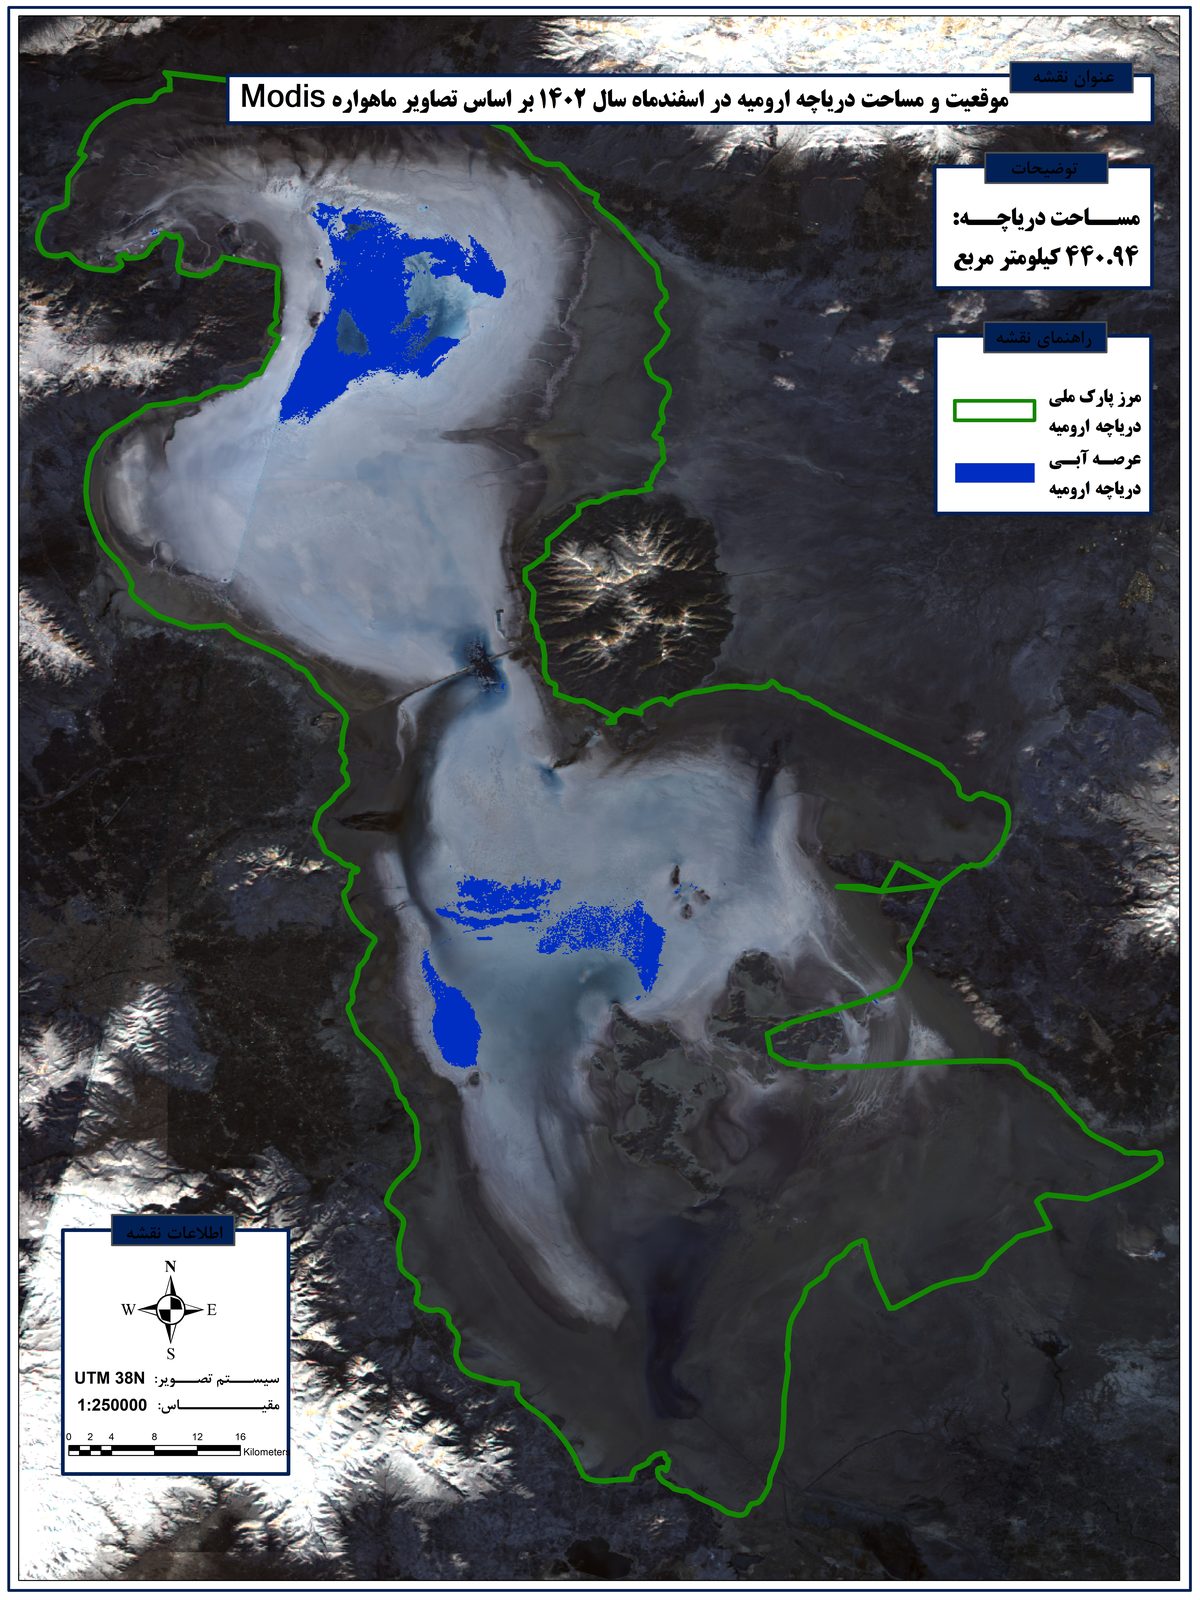 عنوان نقشه
موقعیت و مساحت دریاچه ارومیه در اسفندماه سال ۱۴۰۲ بر اساس تصاویر ماهواره Modis
توضیحات
مساحت دریاچه:
۴۴۰.۹۴ کیلومتر مربع
راهنمای نقشه
مرز پارک ملی
دریاچه ارومیه
عرصه آبی
دریاچه ارومیه
اطلاعات نقشه
N
W E
S
سیستم تصویر: UTM 38N
مقیاس: 1:250000
0 2 4 8 12 16
Kilometers